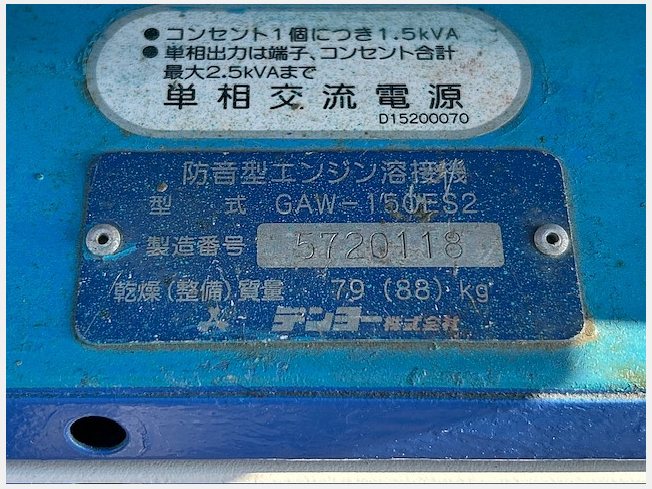 ● コンセント1個につき1.5kVA
● 単相出力は端子、コンセント合計
最大2.5kVAまで
単相交流電源
D15200070
防音型エンジン溶接機
型式 GAW-150ES2
製造番号 5720118
乾燥(整備)質量 79 (88) kg
デンヨー株式会社